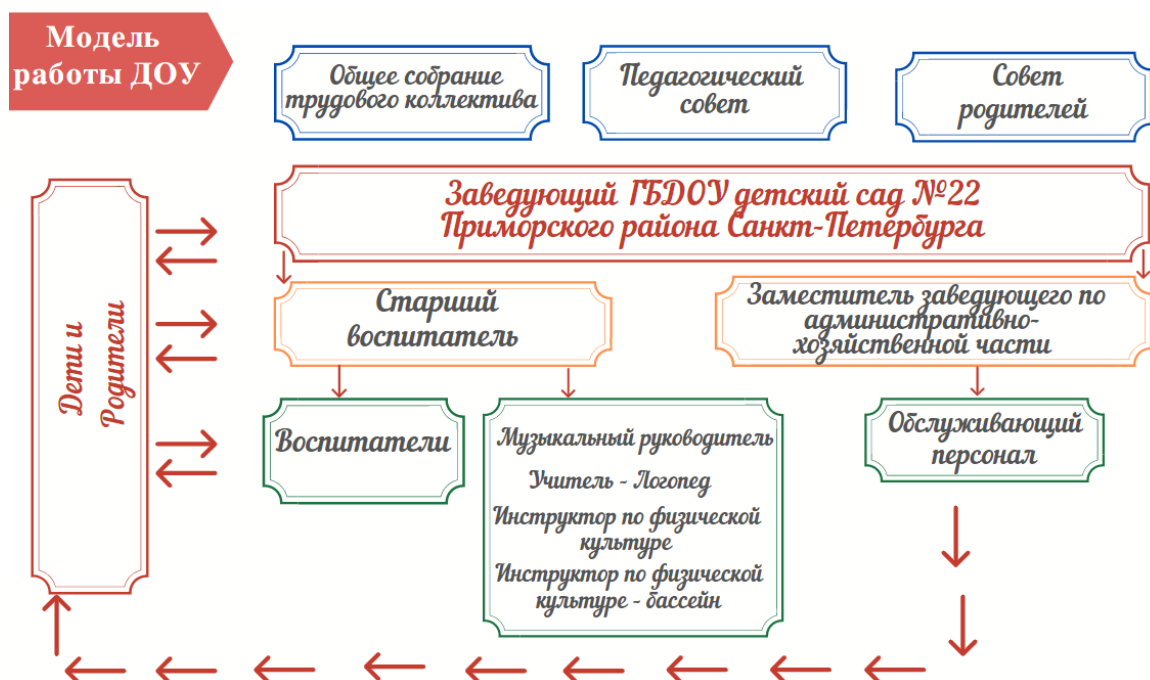 Модель
работы ДОУ
Общее собрание
трудового коллектива
Педагогический
совет
Совет
родителей
Заведующий ГБДОУ детский сад №22
Приморского района Санкт-Петербурга
Дети и
Родители
Старший
воспитатель
Заместитель заведующего по
административно-
хозяйственной части
Воспитатели
Музыкальный руководитель
Учитель - Логопед
Инструктор по физической
культуре
Инструктор по физической
культуре - бассейн
Обслуживающий
персонал